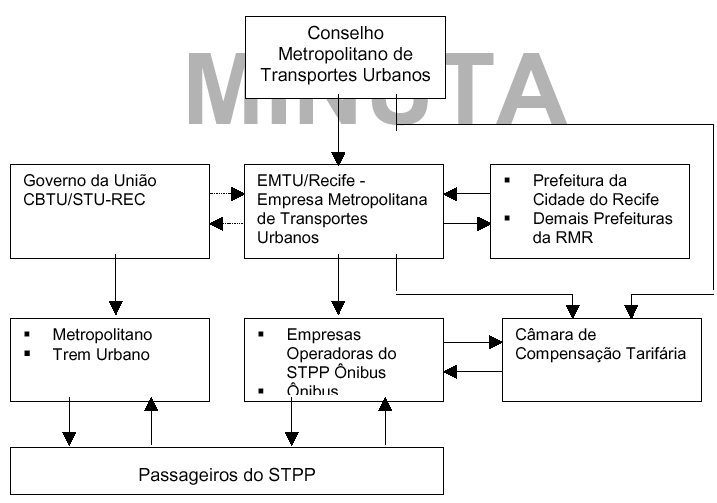 Conselho
Metropolitano de
Transportes Urbanos
MINUTA
Governo da União
CBTU/STU-REC
EMTU/Recife -
Empresa Metropolitana
de Transportes
Urbanos
▪ Prefeitura da
Cidade do Recife
▪ Demais Prefeituras
da RMR
▪ Metropolitano
▪ Trem Urbano
▪ Empresas
Operadoras do
STPP Ônibus
▪ Ônibus
Câmara de
Compensação Tarifária
Passageiros do STPP